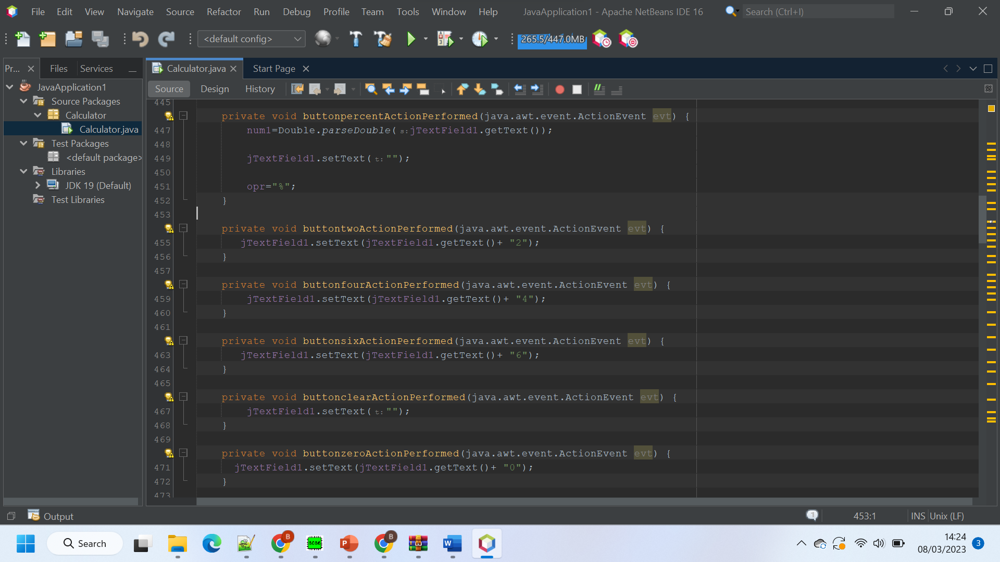 File Edit View Navigate Source Refactor Run Debug Profile Team Tools Window Help JavaApplication1 - Apache NetBeans IDE 16 Search (Ctrl+I)
<default config> 265.5/447.0MB
Pr... Files Services Calculator.java Start Page
JavaApplication1
Source Packages
Calculator
Calculator.java
Test Packages
<default package>
Libraries
JDK 19 (Default)
Test Libraries
Source Design History
445
private void buttonpercentActionPerformed(java.awt.event.ActionEvent evt) {
447 num1=Double.parseDouble(s:jTextField1.getText());
448
449 jTextField1.setText(t:"");
450
451 opr="%";
452 }
453
private void buttontwoActionPerformed(java.awt.event.ActionEvent evt) {
455 jTextField1.setText(jTextField1.getText()+ "2");
456 }
457
private void buttonfourActionPerformed(java.awt.event.ActionEvent evt) {
459 jTextField1.setText(jTextField1.getText()+ "4");
460 }
461
private void buttonsixActionPerformed(java.awt.event.ActionEvent evt) {
463 jTextField1.setText(jTextField1.getText()+ "6");
464 }
465
private void buttonclearActionPerformed(java.awt.event.ActionEvent evt) {
467 jTextField1.setText(t:"");
468 }
469
private void buttonzeroActionPerformed(java.awt.event.ActionEvent evt) {
471 jTextField1.setText(jTextField1.getText()+ "0");
472 }
473
Output 1 453:1 INS Unix (LF)
Search B 8086 P B W 14:24 3
08/03/2023